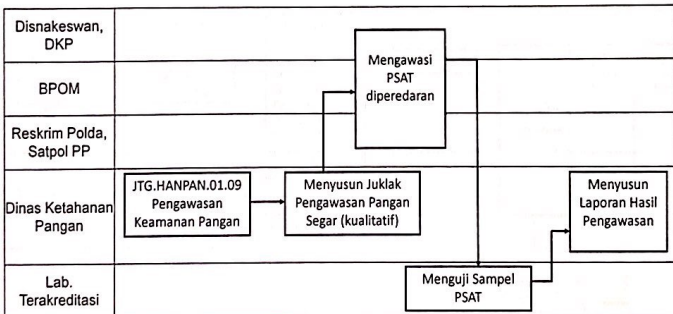 Disnakeswan,
DKP
BPOM
Reskrim Polda,
Satpol PP
Dinas Ketahanan
Pangan
Lab.
Terakreditasi
JTG.HANPAN.01.09
Pengawasan
Keamanan Pangan
Menyusun Juklak
Pengawasan Pangan
Segar (kualitatif)
Mengawasi
PSAT
diperedaran
Menguji Sampel
PSAT
Menyusun
Laporan Hasil
Pengawasan